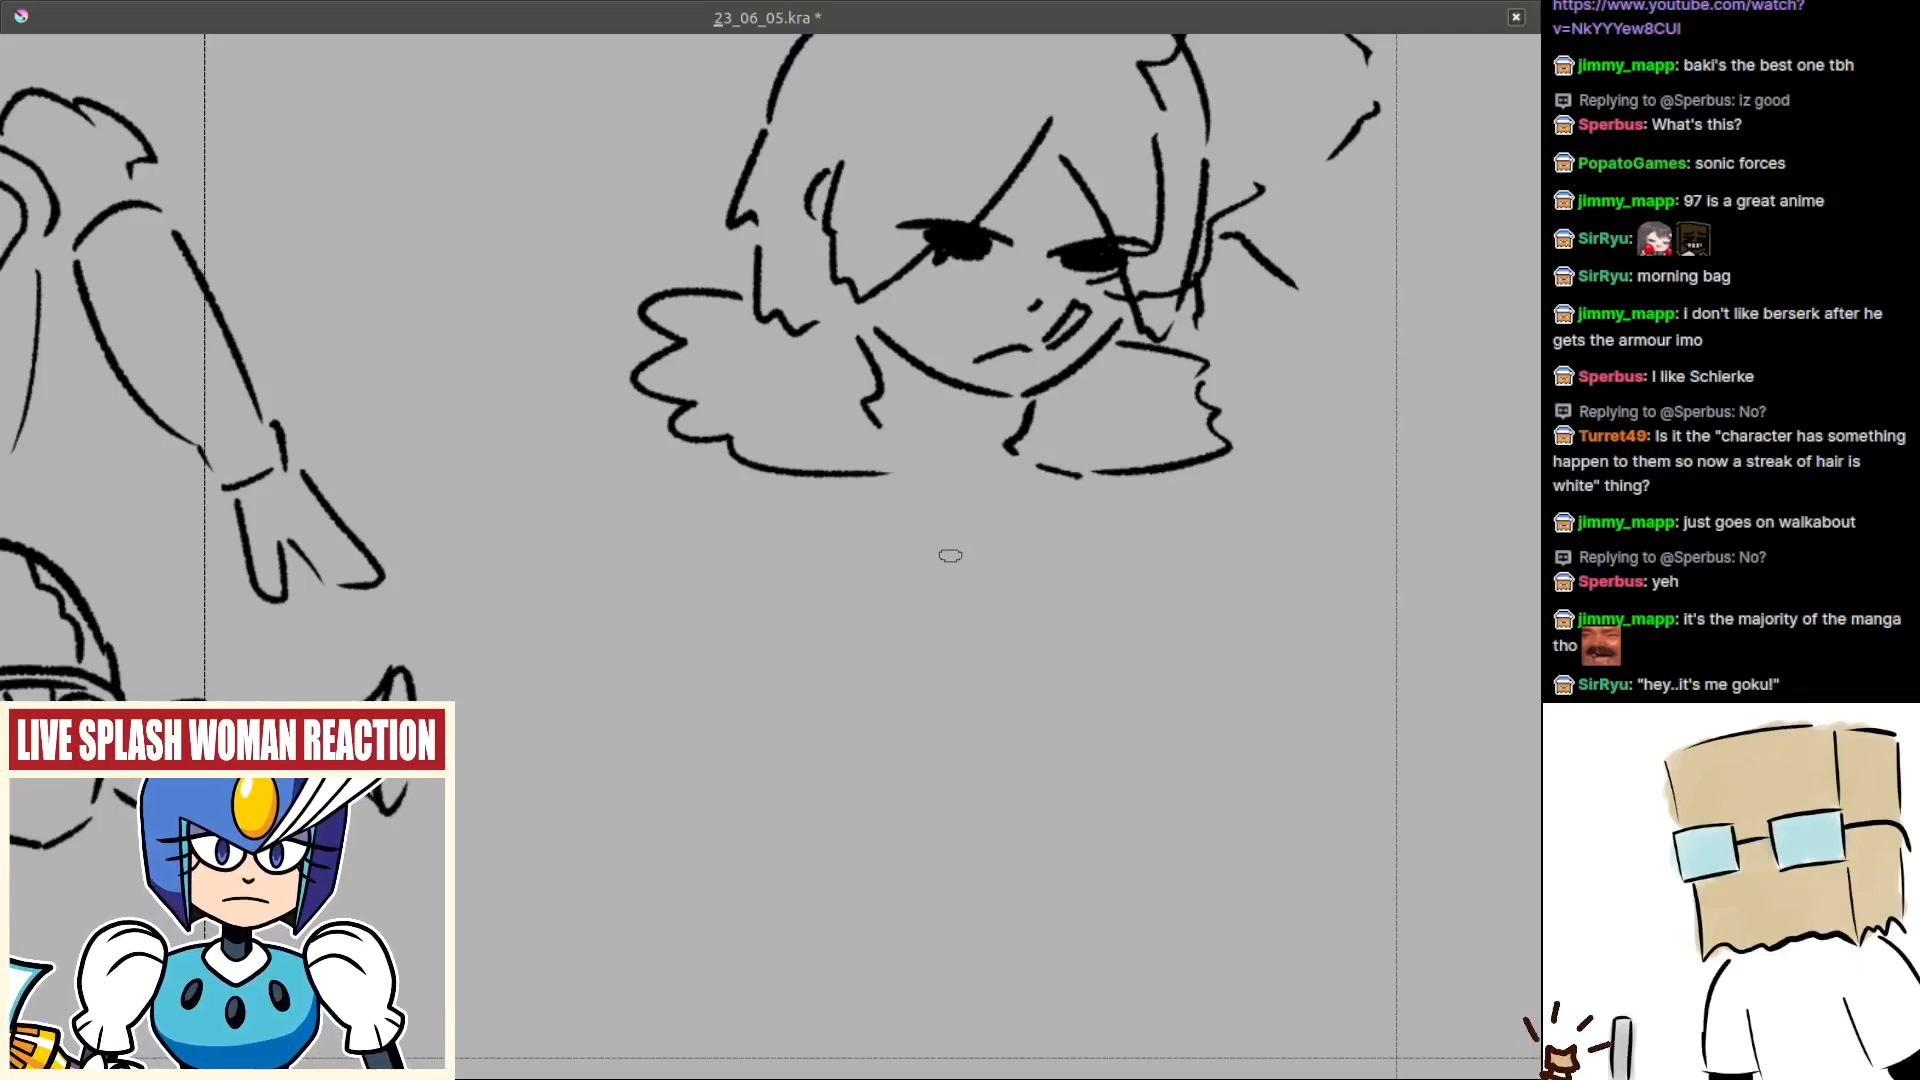 23_06_05.kra *
https://www.youtube.com/watch?
v=NkYYYew8CUI
jimmy_mapp: baki's the best one tbh
Replying to @Sperbus: iz good
Sperbus: What's this?
PopatoGames: sonic forces
jimmy_mapp: 97 is a great anime
SirRyu:
SirRyu: morning bag
jimmy_mapp: i don't like berserk after he
gets the armour imo
Sperbus: I like Schierke
Replying to @Sperbus: No?
Turret49: Is it the "character has something
happen to them so now a streak of hair is
white" thing?
jimmy_mapp: just goes on walkabout
Replying to @Sperbus: No?
Sperbus: yeh
jimmy_mapp: it's the majority of the manga
tho
SirRyu: "hey..it's me goku!"
LIVE SPLASH WOMAN REACTION